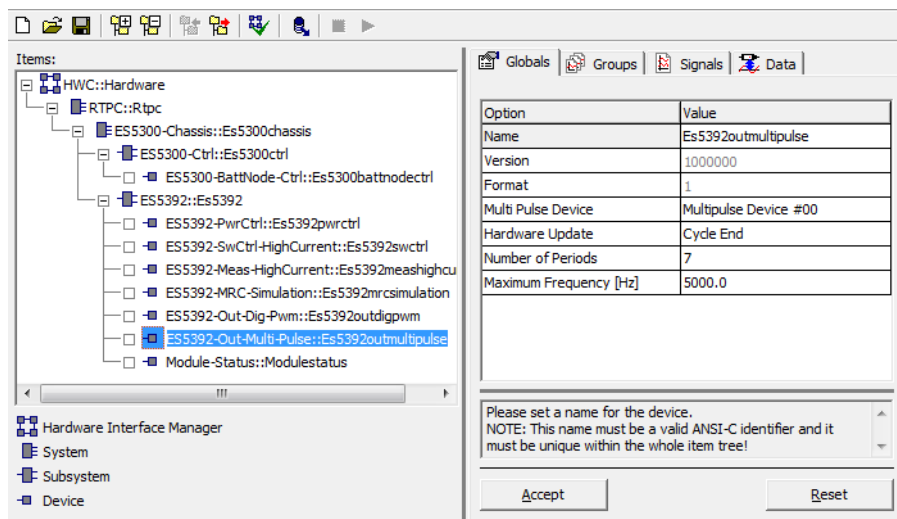 Items:
HWC::Hardware
RTPC::Rtpc
ES5300-Chassis::Es5300chassis
ES5300-Ctrl::Es5300ctrl
ES5300-BattNode-Ctrl::Es5300battnodectrl
ES5392::Es5392
ES5392-PwrCtrl::Es5392pwrctrl
ES5392-SwCtrl-HighCurrent::Es5392swctrl
ES5392-Meas-HighCurrent::Es5392meashighcu
ES5392-MRC-Simulation::Es5392mrcsimulation
ES5392-Out-Dig-Pwm::Es5392outdigpwm
ES5392-Out-Multi-Pulse::Es5392outmultipulse
Module-Status::Modulestatus
Hardware Interface Manager
System
Subsystem
Device
Globals Groups Signals Data
Option Value
Name Es5392outmultipulse
Version 1000000
Format 1
Multi Pulse Device Multipulse Device #00
Hardware Update Cycle End
Number of Periods 7
Maximum Frequency [Hz] 5000.0
Please set a name for the device.
NOTE: This name must be a valid ANSI-C identifier and it
must be unique within the whole item tree!
Accept Reset